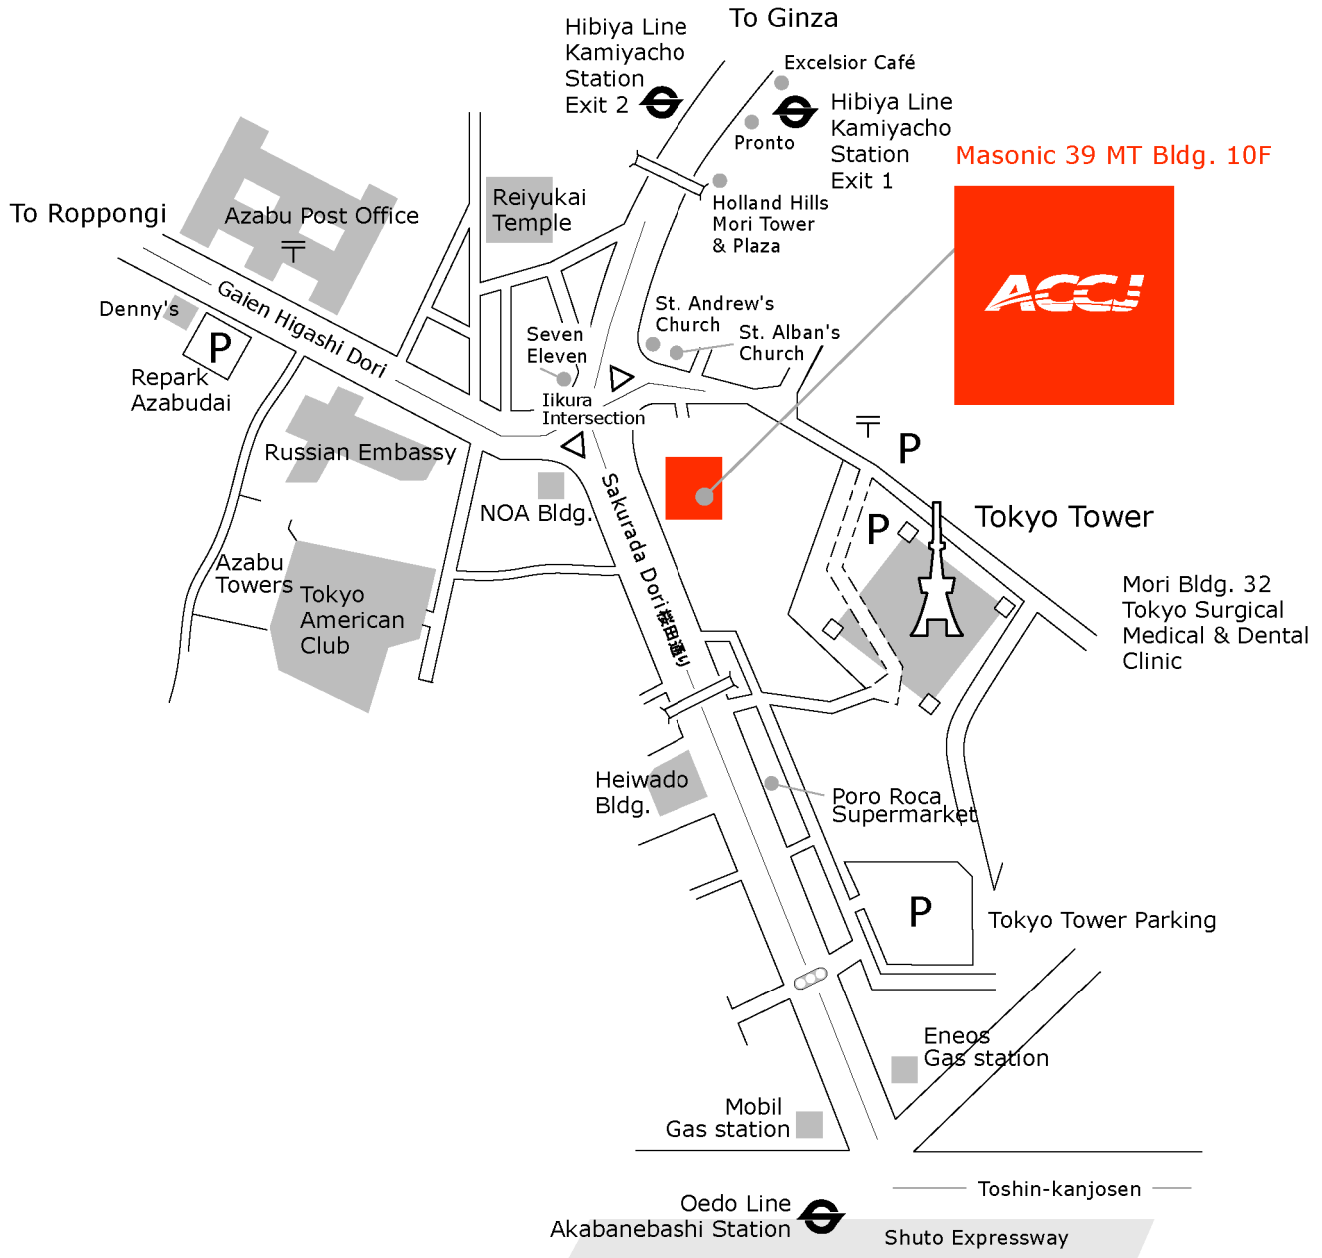 To Ginza
Hibiya Line
Kamiyacho
Station
Exit 2
Excelsior Café
Hibiya Line
Kamiyacho
Station
Exit 1
Pronto
Masonic 39 MT Bldg. 10F
ACCJ
To Roppongi
Azabu Post Office
〒
Reiyukai
Temple
Holland Hills
Mori Tower
& Plaza
Gaien Higashi Dori
Denny's
P
Repark
Azabudai
St. Andrew's
Church
St. Alban's
Church
Seven
Eleven
Iikura
Intersection
〒
P
Russian Embassy
NOA Bldg.
Sakurada Dori桜田通り
P
Tokyo Tower
Azabu
Towers
Tokyo
American
Club
Mori Bldg. 32
Tokyo Surgical
Medical & Dental
Clinic
Heiwado
Bldg.
Poro Roca
Supermarket
P
Tokyo Tower Parking
Eneos
Gas station
Mobil
Gas station
Toshin-kanjosen
Oedo Line
Akabanebashi Station
Shuto Expressway